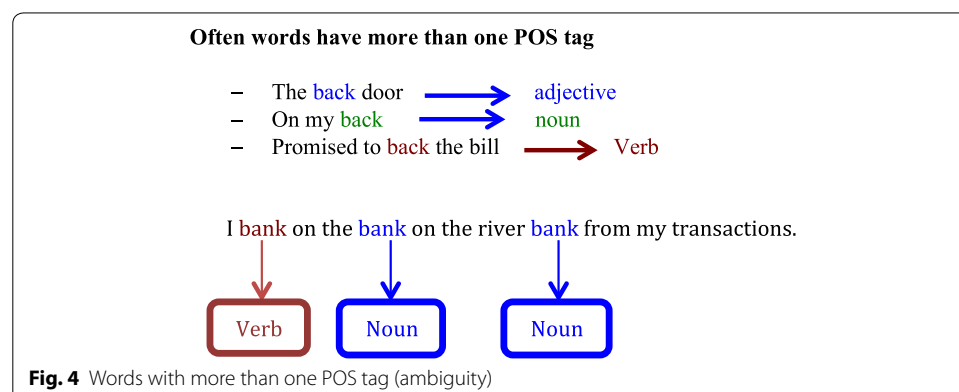 Often words have more than one POS tag
– The back door adjective
– On my back noun
– Promised to back the bill Verb
I bank on the bank on the river bank from my transactions.
Verb Noun Noun
Fig. 4 Words with more than one POS tag (ambiguity)